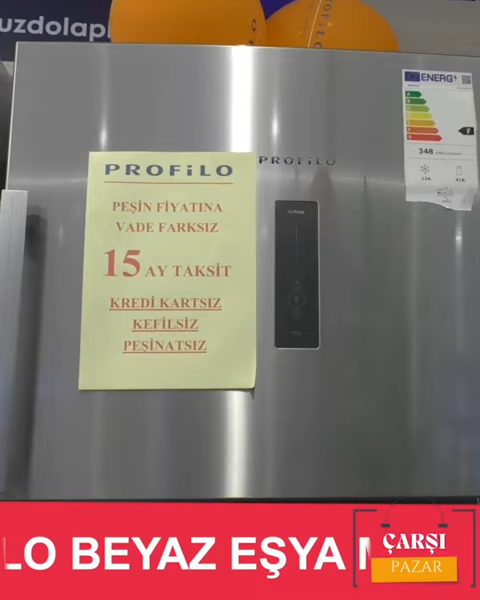 uzdolap
PROFiLO
PEŞİN FİYATINA
VADE FARKSIZ
15 AY TAKSİT
KREDİ KARTSIZ
KEFİLSİZ
PEŞİNATSIZ
PROFiLO
ENERG
A
F
348
LO BEYAZ EŞYA M
ÇARŞI
PAZAR